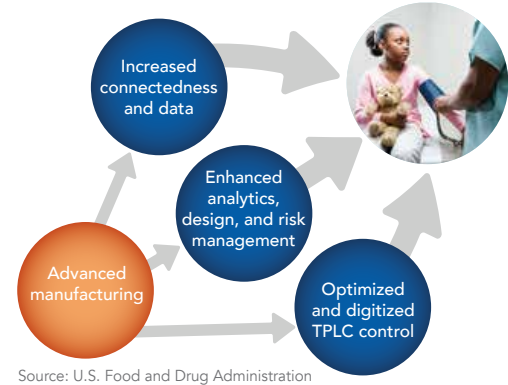 Increased
connectedness
and data
Enhanced
analytics,
design, and risk
management
Advanced
manufacturing
Optimized
and digitized
TPLC control
Source: U.S. Food and Drug Administration